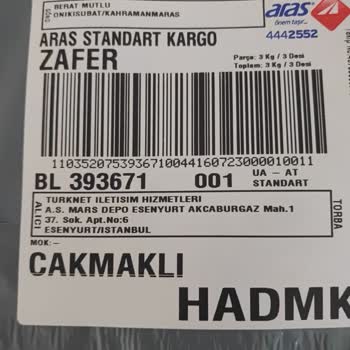 BERAT MUTLU
ONIKISUBAT/KAHRAMANMARAS
aras
Önem taşır...
4442552
ARAS STANDART KARGO
ZAFER
Parça: 3 Kg / 3 Desi
Toplam: 3 Kg / 3 Desi
1103520753936710044160723000010011
BL 393671 001 UA - AT
STANDART
ALICI
TURKNET ILETISIM HIZMETLERI
A.S. MARS DEPO ESENYURT AKCABURGAZ Mah.1
37. Sok. Apt.No:6
ESENYURT/ISTANBUL
TORBA
MOK: -
CAKMAKLI
HADMK